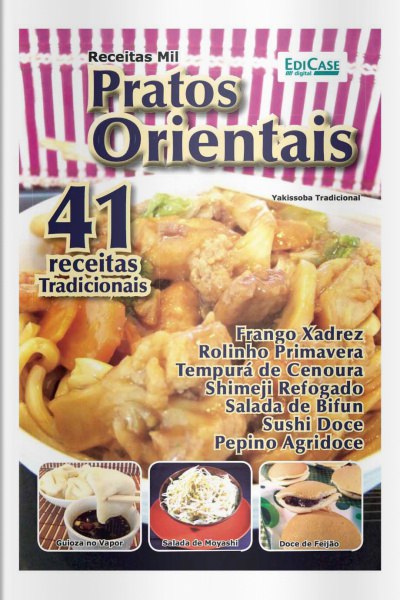 Receitas Mil
EDICASE
digital
Pratos
Orientais
Yakissoba Tradicional
41
receitas
Tradicionais
Frango Xadrez
Rolinho Primavera
Tempurá de Cenoura
Shimeji Refogado
Salada de Bifun
Sushi Doce
Pepino Agridoce
Guioza no Vapor
Salada de Moyashi
Doce de Feijão